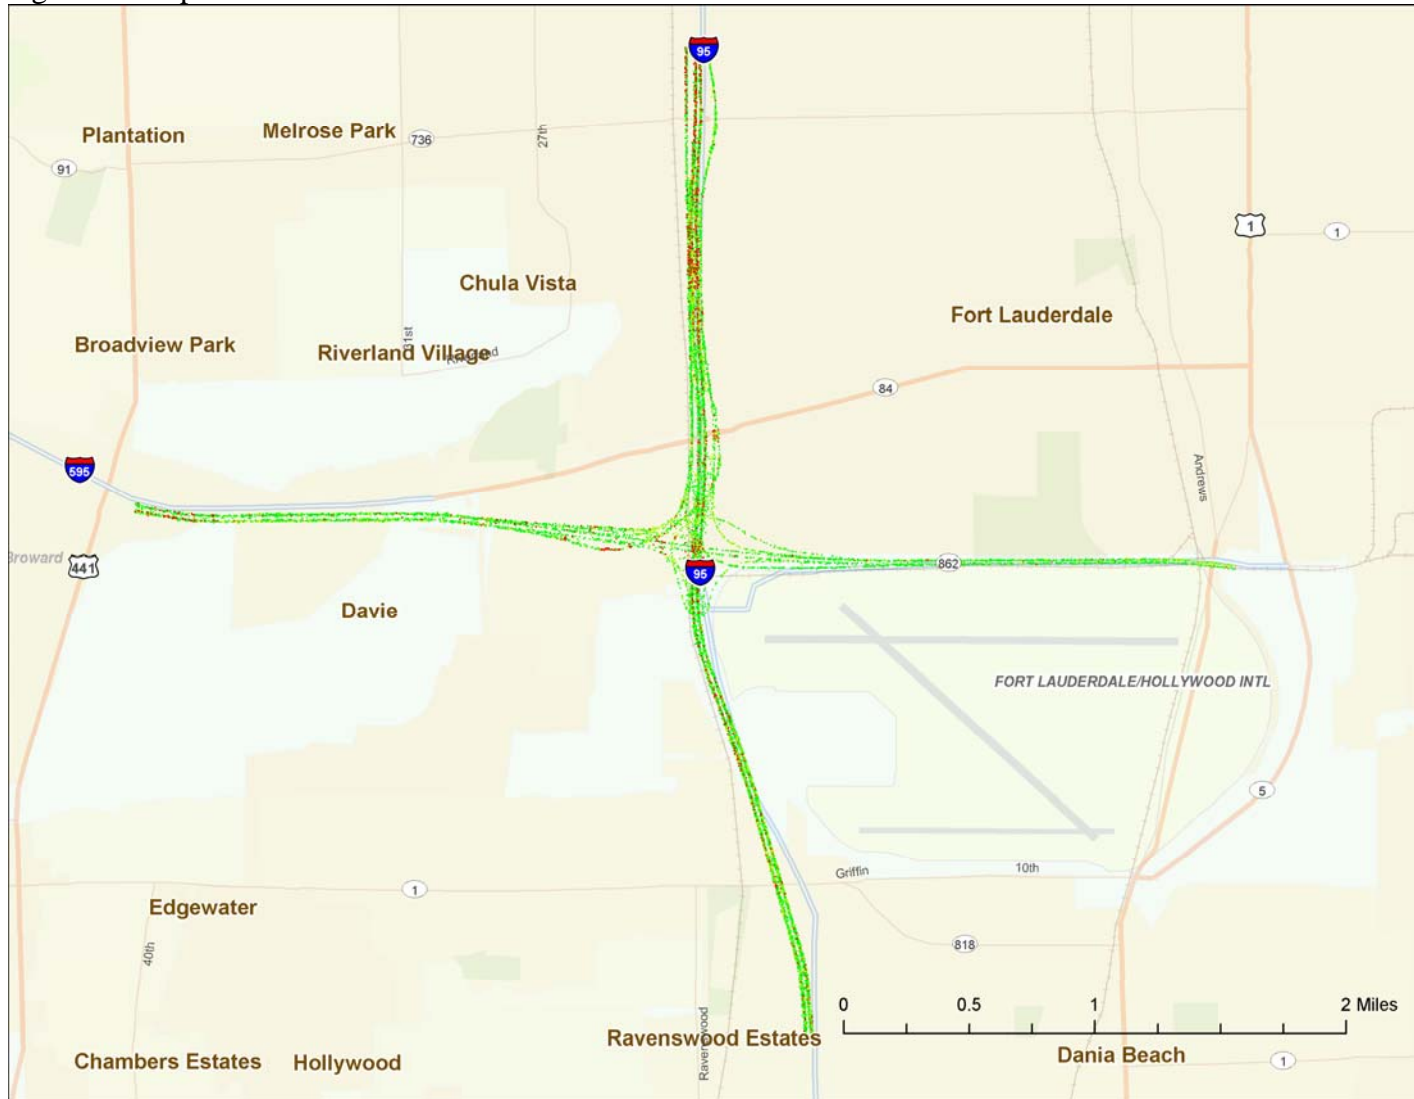 95
Plantation
Melrose Park
736
27th
91
1
1
Chula Vista
Fort Lauderdale
31st
Broadview Park
Riverland Village
Riverland
84
595
Andrews
Broward
441
95
862
Davie
FORT LAUDERDALE/HOLLYWOOD INTL
5
Griffin
10th
1
Edgewater
40th
818
0 0.5 1 2 Miles
Ravenswood
Ravenswood Estates
Dania Beach
Chambers Estates
Hollywood
1